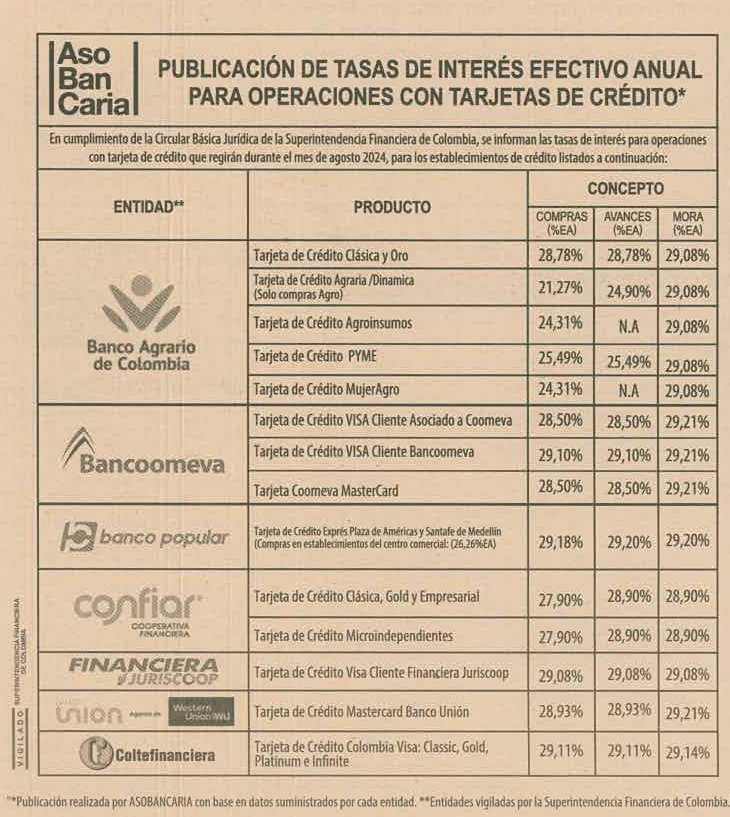 Aso
Ban
Caria
PUBLICACIÓN DE TASAS DE INTERÉS EFECTIVO ANUAL
PARA OPERACIONES CON TARJETAS DE CRÉDITO*
En cumplimiento de la Circular Básica Jurídica de la Superintendencia Financiera de Colombia, se informan las tasas de interés para operaciones
con tarjeta de crédito que regirán durante el mes de agosto 2024, para los establecimientos de crédito listados a continuación:
ENTIDAD** PRODUCTO CONCEPTO
COMPRAS (%EA) AVANCES (%EA) MORA (%EA)
Banco Agrario
de Colombia
Tarjeta de Crédito Clásica y Oro 28,78% 28,78% 29,08%
Tarjeta de Crédito Agraria /Dinamica
(Solo compras Agro) 21,27% 24,90% 29,08%
Tarjeta de Crédito Agroinsumos 24,31% N.A 29,08%
Tarjeta de Crédito PYME 25,49% 25,49% 29,08%
Tarjeta de Crédito MujerAgro 24,31% N.A 29,08%
Bancoomeva
Tarjeta de Crédito VISA Cliente Asociado a Coomeva 28,50% 28,50% 29,21%
Tarjeta de Crédito VISA Cliente Bancoomeva 29,10% 29,10% 29,21%
Tarjeta Coomeva MasterCard 28,50% 28,50% 29,21%
banco popular
Tarjeta de Crédito Exprés Plaza de Américas y Santafe de Medellín
(Compras en establecimientos del centro comercial: (26,26%EA) 29,18% 29,20% 29,20%
confiar
COOPERATIVA
FINANCIERA
Tarjeta de Crédito Clásica, Gold y Empresarial 27,90% 28,90% 28,90%
Tarjeta de Crédito Microindependientes 27,90% 28,90% 28,90%
FINANCIERA
JURISCOOP
Tarjeta de Crédito Visa Cliente Financiera Juriscoop 29,08% 29,08% 29,08%
union Agente de Western
Union WU
Tarjeta de Crédito Mastercard Banco Unión 28,93% 28,93% 29,21%
Coltefinanciera
Tarjeta de Crédito Colombia Visa: Classic, Gold,
Platinum e Infinite 29,11% 29,11% 29,14%
VIGILADO SUPERINTENDENCIA FINANCIERA
DE COLOMBIA
"*Publicación realizada por ASOBANCARIA con base en datos suministrados por cada entidad. **Entidades vigiladas por la Superintendencia Financiera de Colombia.